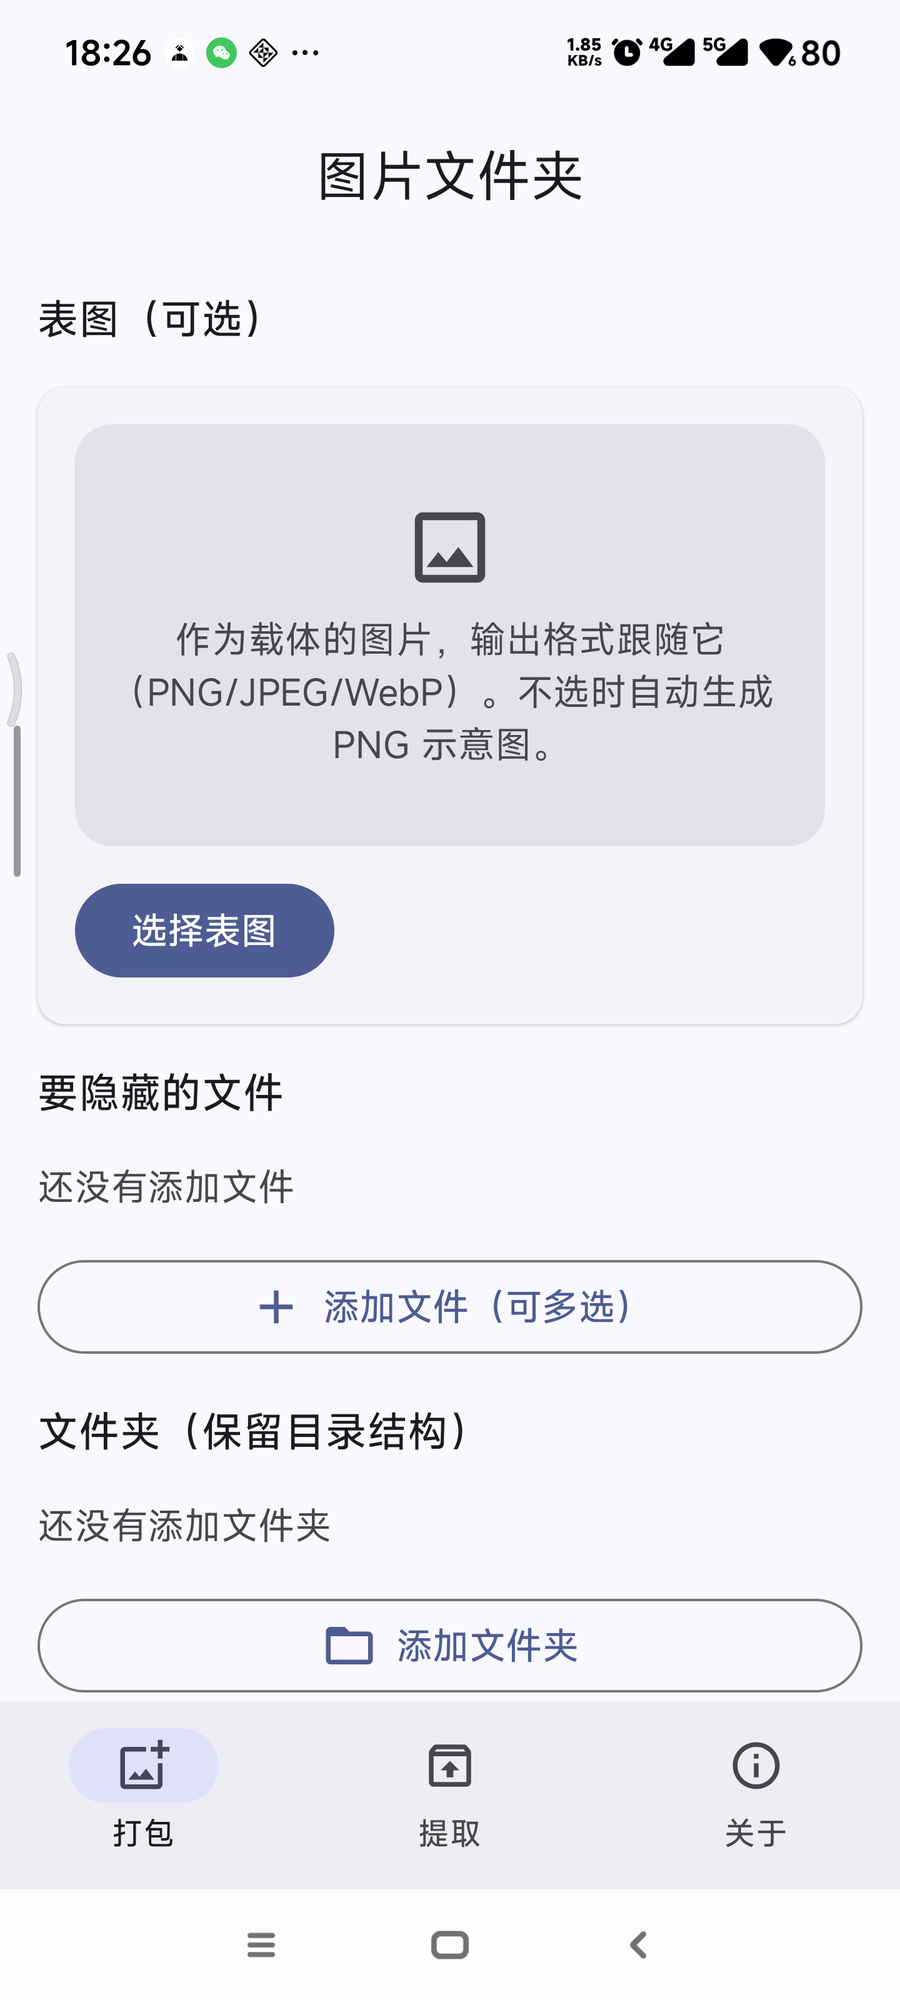 18:26
1.85
KB/s
4G
5G
6
80
图片文件夹
表图（可选）
作为载体的图片，输出格式跟随它
（PNG/JPEG/WebP）。不选时自动生成
PNG 示意图。
选择表图
要隐藏的文件
还没有添加文件
添加文件（可多选）
文件夹（保留目录结构）
还没有添加文件夹
添加文件夹
打包
提取
关于